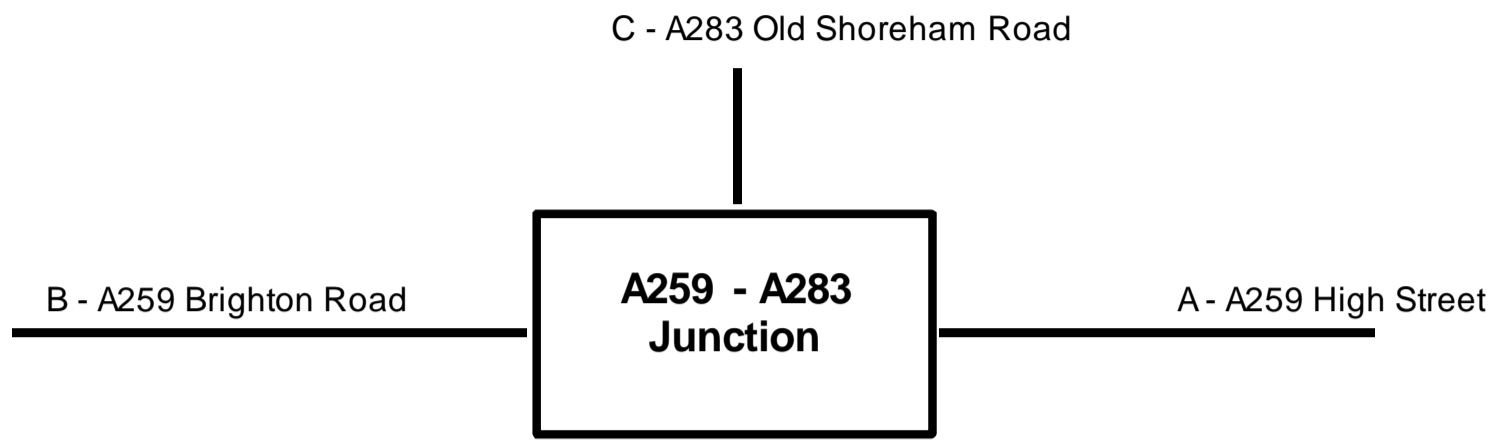 C - A283 Old Shoreham Road
B - A259 Brighton Road
A259 - A283
Junction
A - A259 High Street